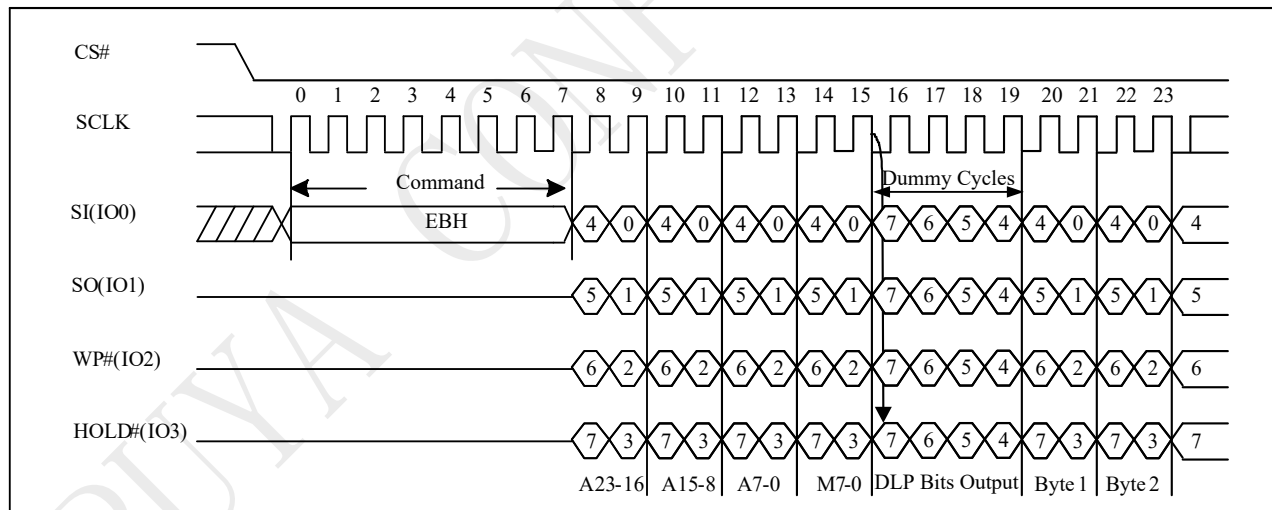 CS#
0 1 2 3 4 5 6 7 8 9 10 11 12 13 14 15 16 17 18 19 20 21 22 23
SCLK
Command
Dummy Cycles
SI(IO0)
EBH
4 0 4 0 4 0 4 0 7 6 5 4 4 0 4 0 4
SO(IO1)
5 1 5 1 5 1 5 1 7 6 5 4 5 1 5 1 5
WP#(IO2)
6 2 6 2 6 2 6 2 7 6 5 4 6 2 6 2 6
HOLD#(IO3)
7 3 7 3 7 3 7 3 7 6 5 4 7 3 7 3 7
A23-16 A15-8 A7-0 M7-0 DLP Bits Output Byte 1 Byte 2
PUYA